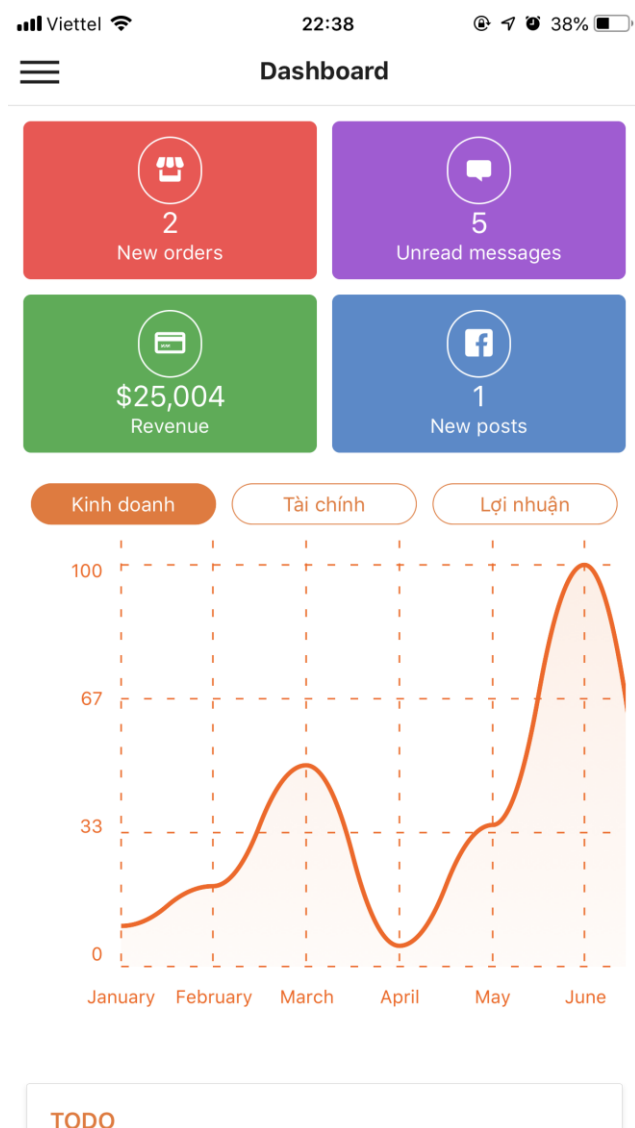 Viettel 22:38 38%
Dashboard
2
New orders
5
Unread messages
$25,004
Revenue
1
New posts
Kinh doanh Tài chính Lợi nhuận
100
67
33
0
January February March April May June
TODO